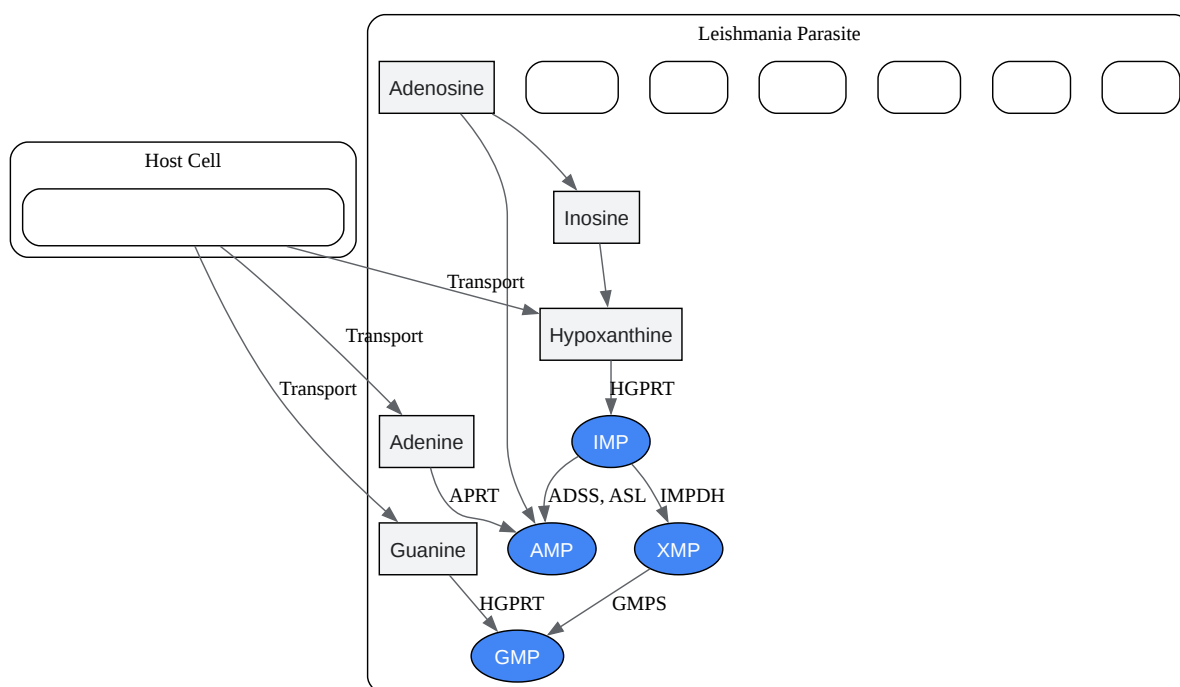 Leishmania Parasite
Adenosine
Host Cell
Inosine
Transport
Hypoxanthine
Transport
Transport
HGPRT
Adenine
IMP
APRT
ADSS, ASL
IMPDH
Guanine
AMP
XMP
HGPRT
GMPS
GMP